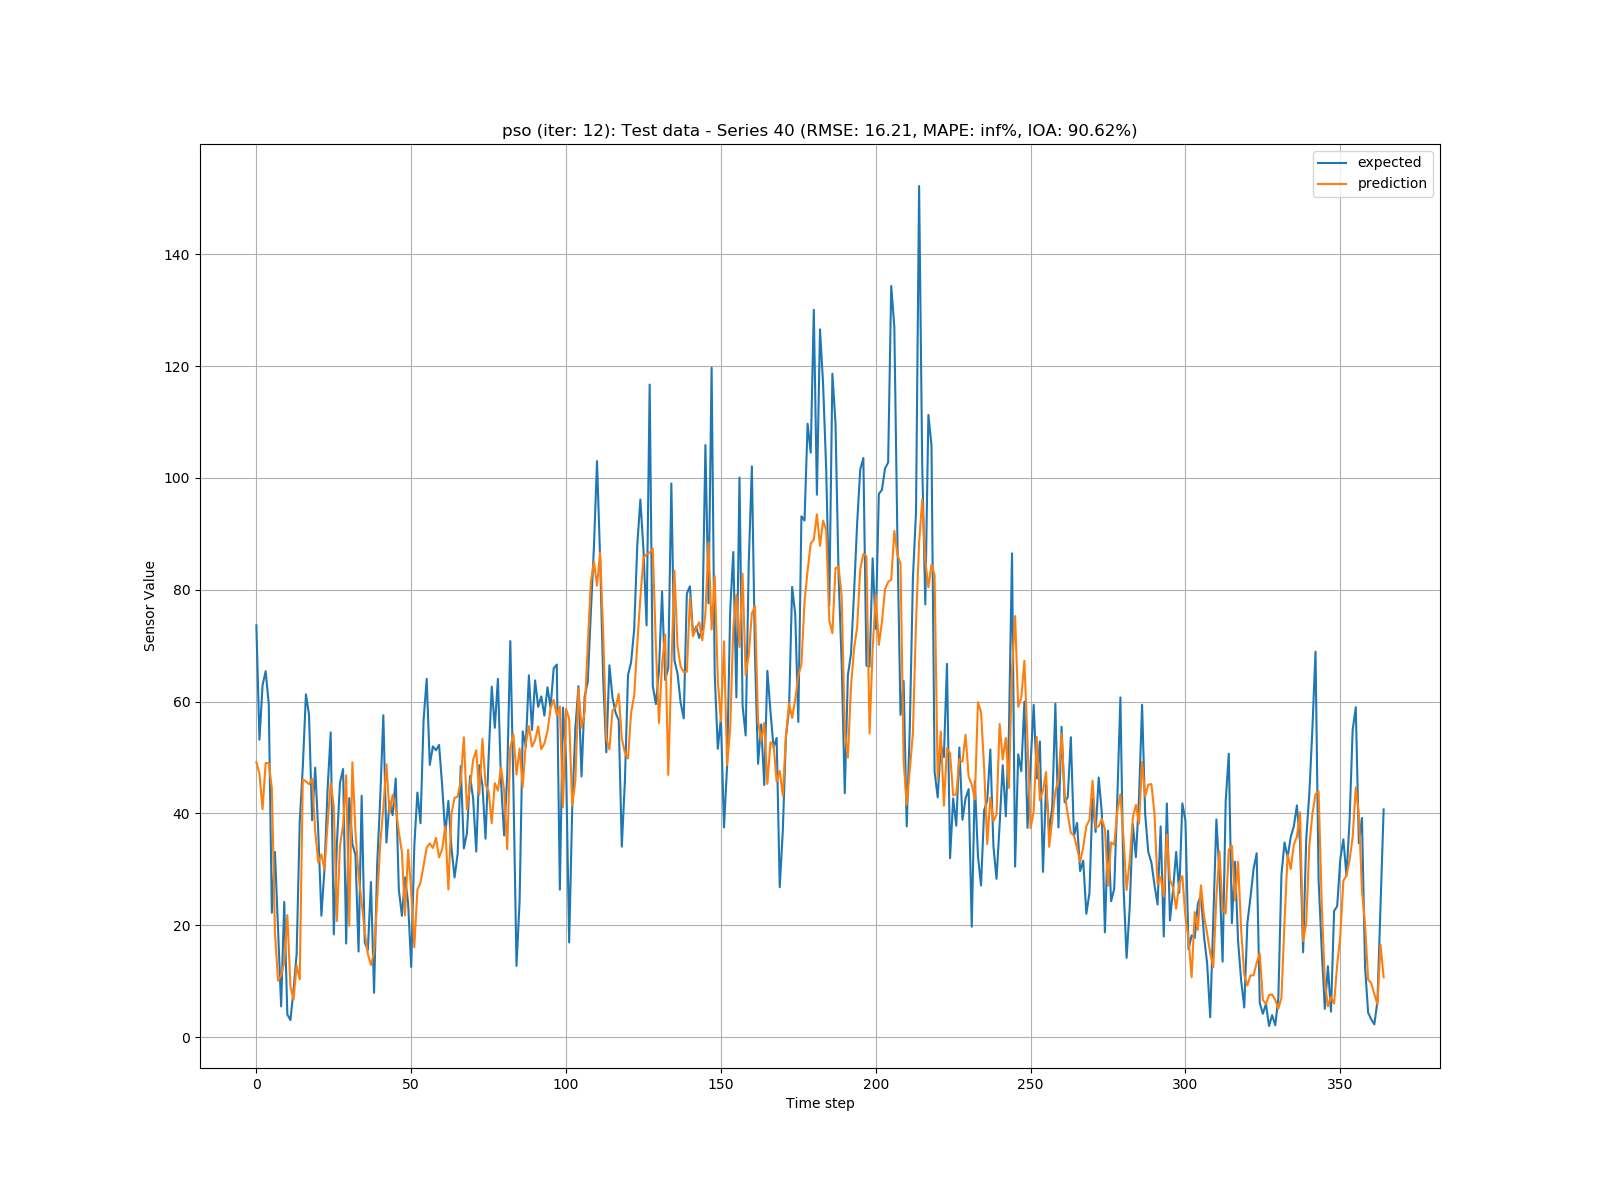 pso (iter: 12): Test data - Series 40 (RMSE: 16.21, MAPE: inf%, IOA: 90.62%)
expected
prediction
140
120
100
80
60
40
20
0
Sensor Value
0 50 100 150 200 250 300 350
Time step